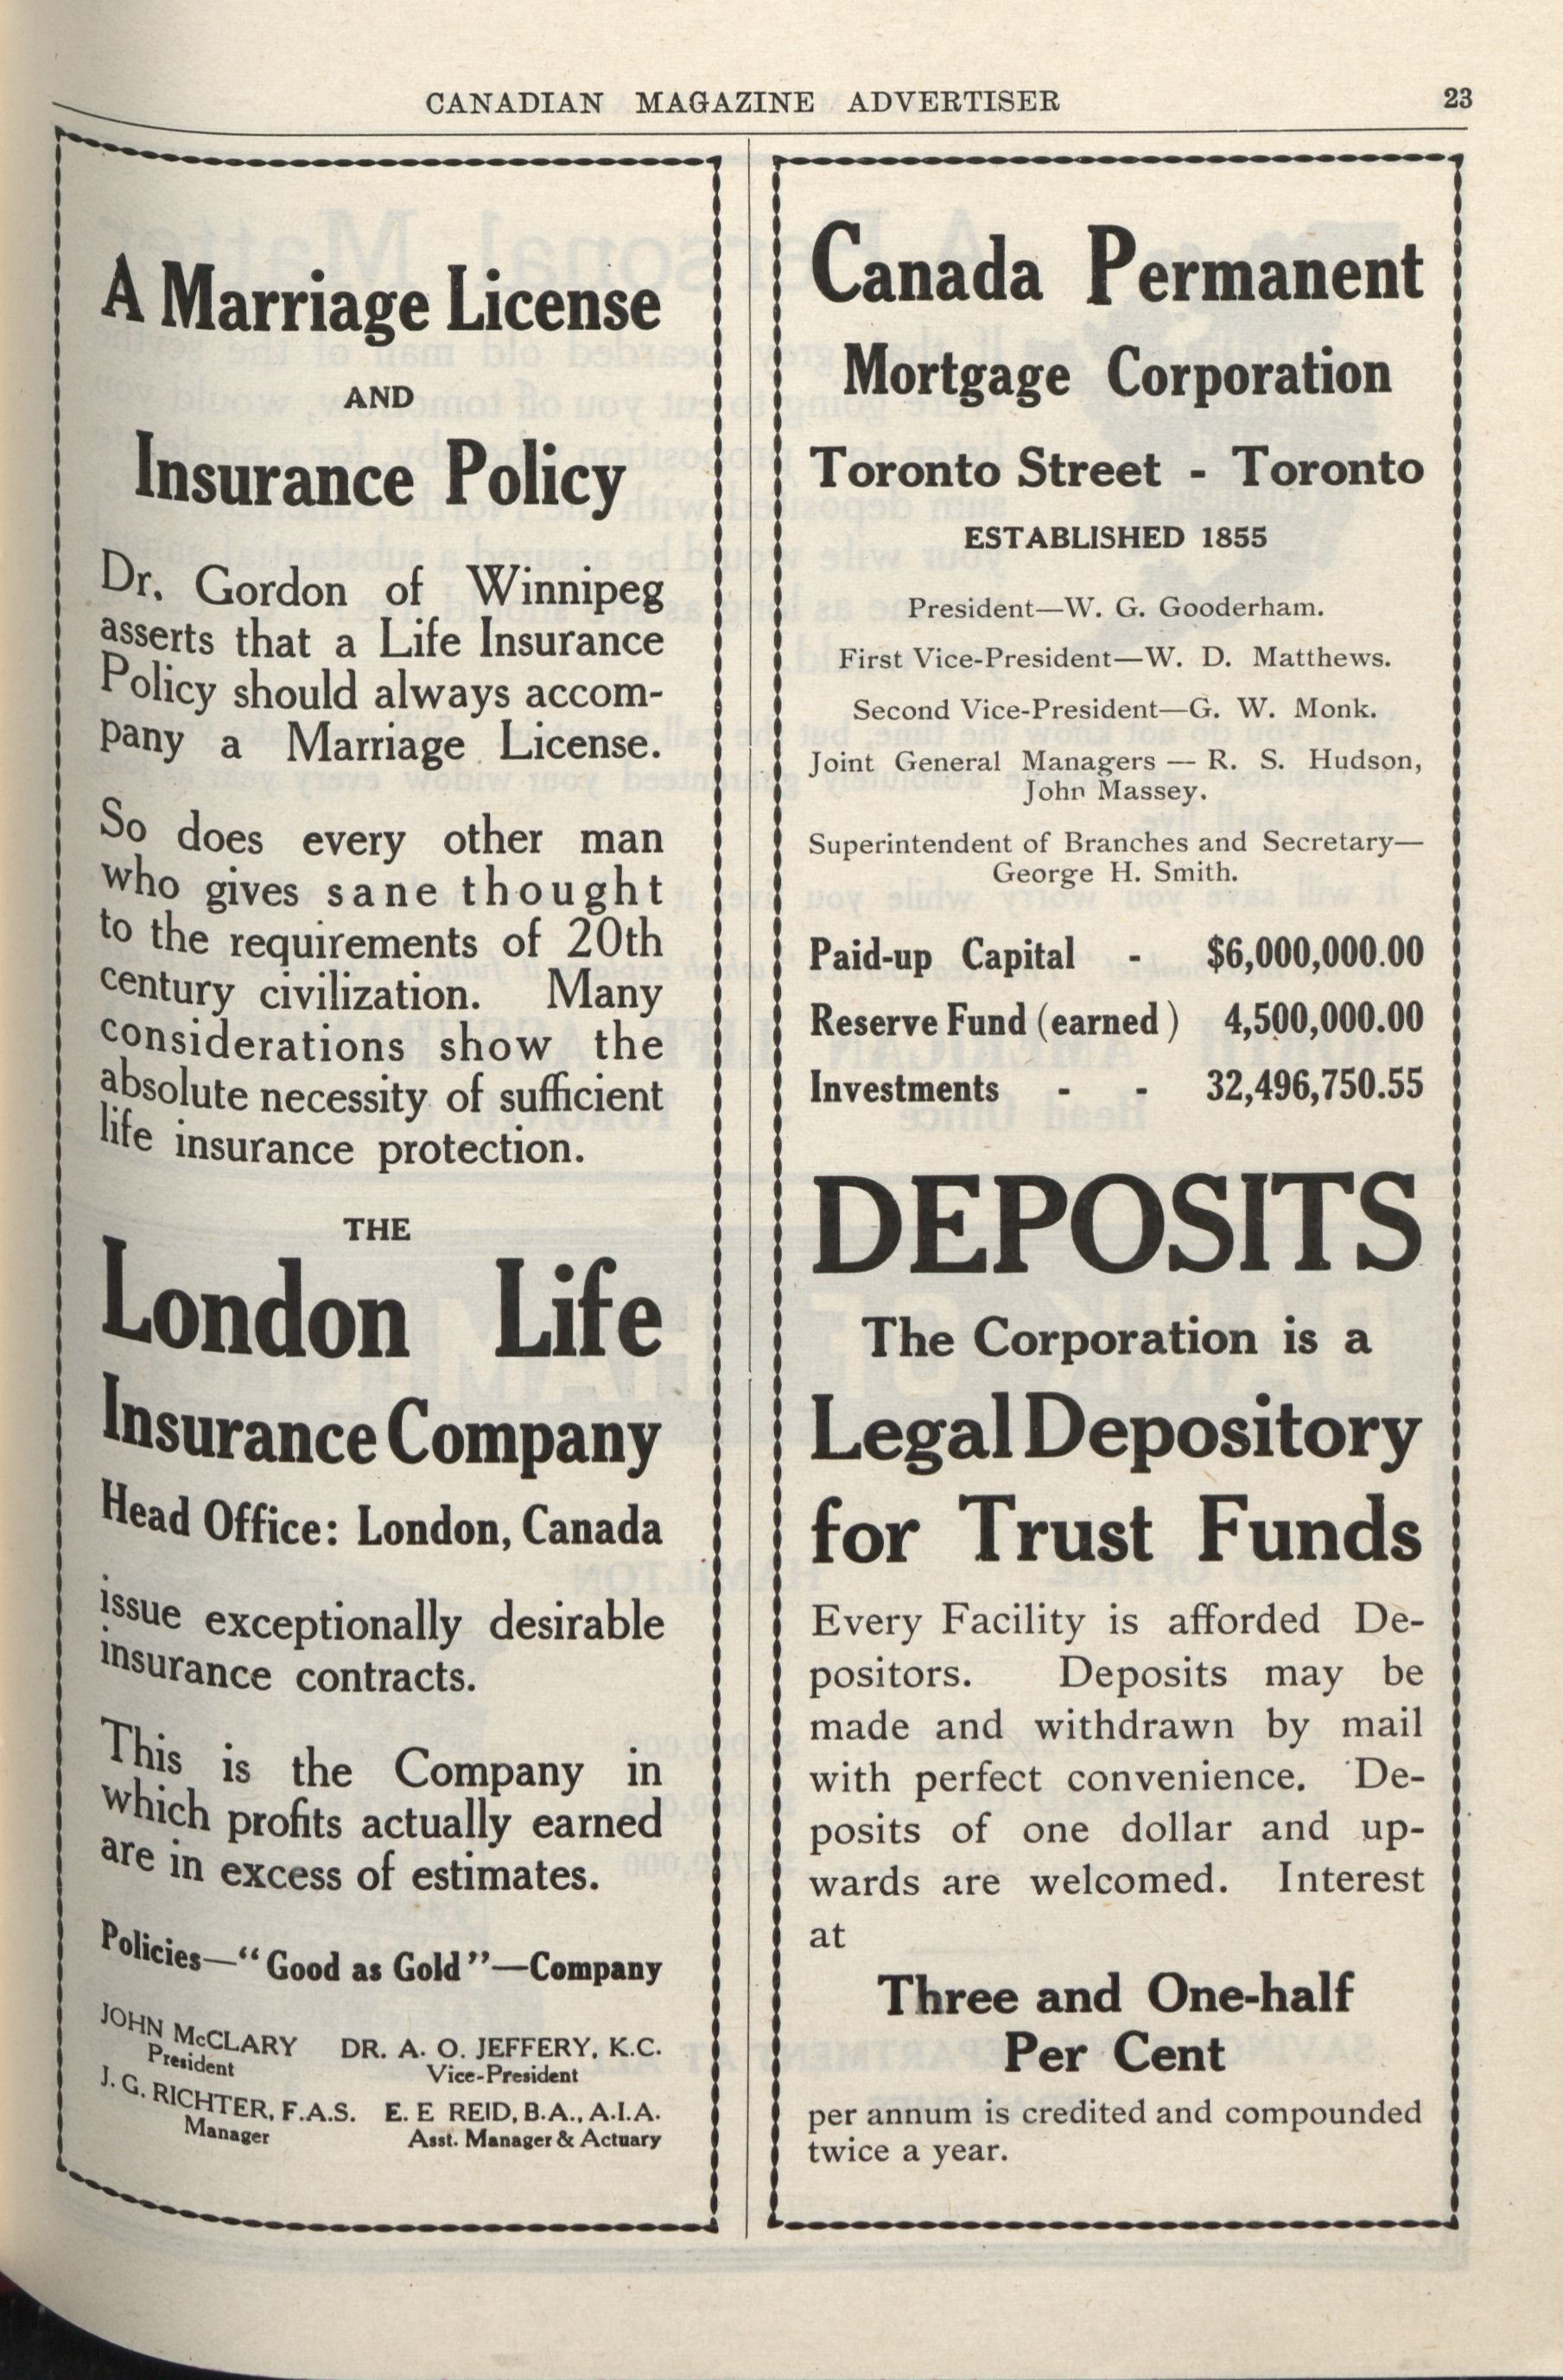 CANADIAN MAGAZINE ADVERTISER 23
A Marriage License
AND
Insurance Policy
Dr. Gordon of Winnipeg
asserts that a Life Insurance
Policy should always accom-
pany a Marriage License.
So does every other man
who gives sane thought
to the requirements of 20th
century civilization. Many
considerations show the
absolute necessity of sufficient
life insurance protection.
THE
London Life
Insurance Company
Head Office: London, Canada
issue exceptionally desirable
insurance contracts.
This is the Company in
which profits actually earned
are in excess of estimates.
Policies—“Good as Gold”—Company
JOHN McCLARY DR. A. O. JEFFERY, K.C.
President Vice-President
J. G. RICHTER, F.A.S. E. E REID, B.A., A.I.A.
Manager Asst. Manager & Actuary
Canada Permanent
Mortgage Corporation
Toronto Street - Toronto
ESTABLISHED 1855
President—W. G. Gooderham.
First Vice-President—W. D. Matthews.
Second Vice-President—G. W. Monk.
Joint General Managers — R. S. Hudson,
John Massey.
Superintendent of Branches and Secretary—
George H. Smith.
Paid-up Capital - $6,000,000.00
Reserve Fund (earned) 4,500,000.00
Investments - - 32,496,750.55
DEPOSITS
The Corporation is a
Legal Depository
for Trust Funds
Every Facility is afforded De-
positors. Deposits may be
made and withdrawn by mail
with perfect convenience. De-
posits of one dollar and up-
wards are welcomed. Interest
at
Three and One-half
Per Cent
per annum is credited and compounded
twice a year.